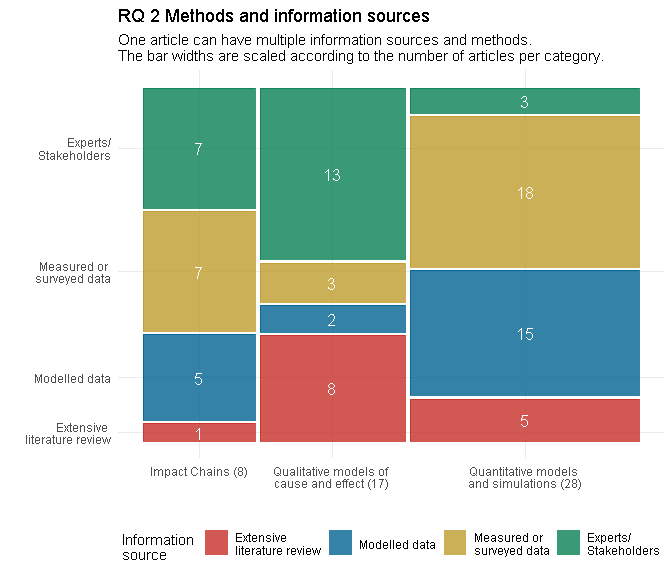 RQ 2 Methods and information sources
One article can have multiple information sources and methods.
The bar widths are scaled according to the number of articles per category.
Experts/
Stakeholders
Measured or
surveyed data
Modelled data
Extensive
literature review
7
7
5
1
13
3
2
8
3
18
15
5
Impact Chains (8)
Qualitative models of
cause and effect (17)
Quantitative models
and simulations (28)
Information
source
Extensive
literature review
Modelled data
Measured or
surveyed data
Experts/
Stakeholders